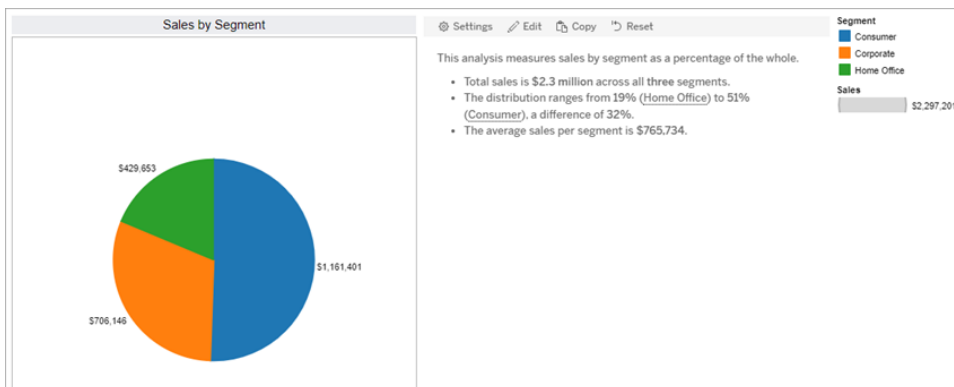 Sales by Segment
$429,653
$1,161,401
$706,146
Settings Edit Copy Reset
This analysis measures sales by segment as a percentage of the whole.
• Total sales is $2.3 million across all three segments.
• The distribution ranges from 19% (Home Office) to 51%
(Consumer), a difference of 32%.
• The average sales per segment is $765,734.
Segment
Consumer
Corporate
Home Office
Sales
$2,297,201